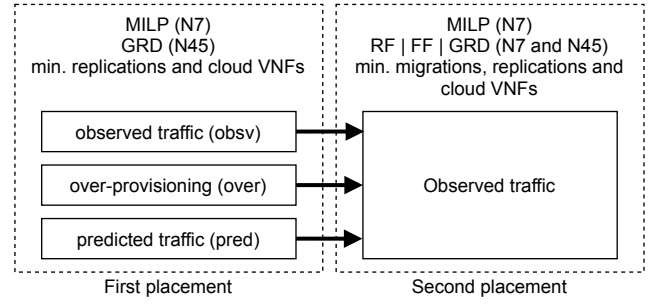 MILP (N7)
GRD (N45)
min. replications and cloud VNFs
observed traffic (obsv)
over-provisioning (over)
predicted traffic (pred)
First placement
MILP (N7)
RF | FF | GRD (N7 and N45)
min. migrations, replications and
cloud VNFs
Observed traffic
Second placement